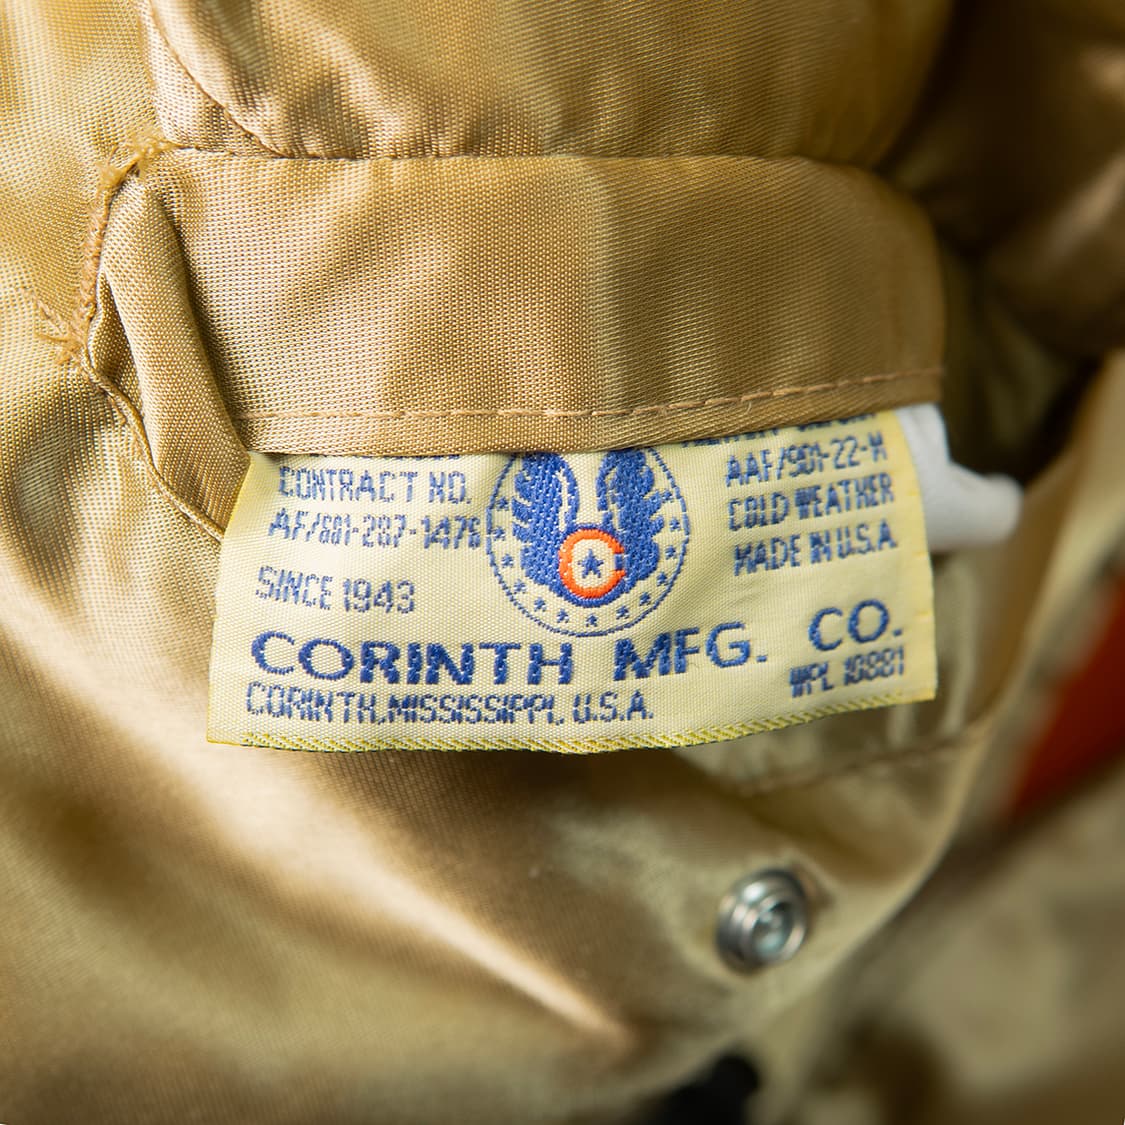 CONTRACT NO.
AF/881-287-1476
SINCE 1943
AAF/901-22-M
COLD WEATHER
MADE IN U.S.A.
CORINTH MFG. CO.
CORINTH, MISSISSIPPI, U.S.A.
WPL 10881